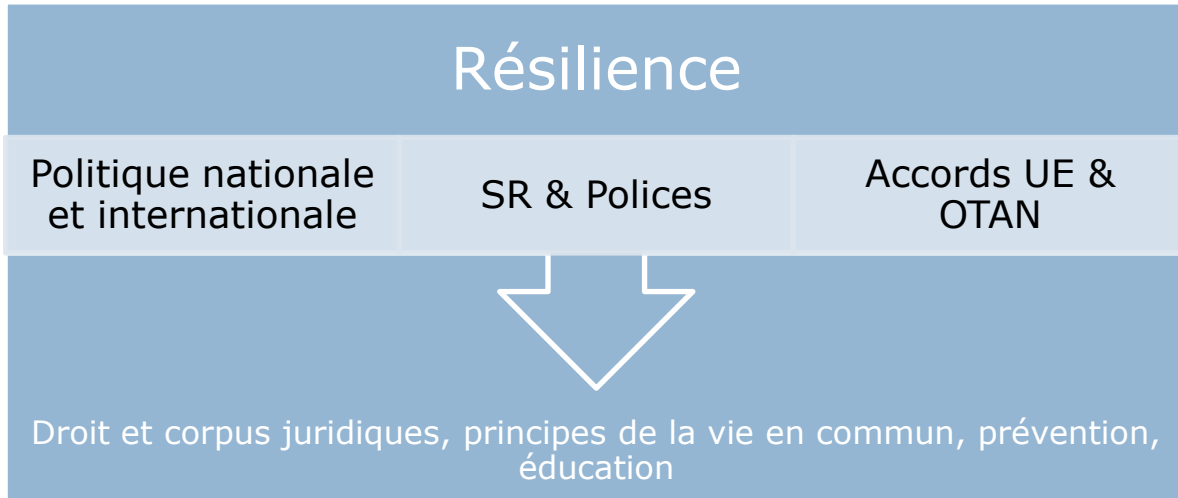 Résilience
Politique nationale
et internationale
SR & Polices
Accords UE &
OTAN
Droit et corpus juridiques, principes de la vie en commun, prévention,
éducation